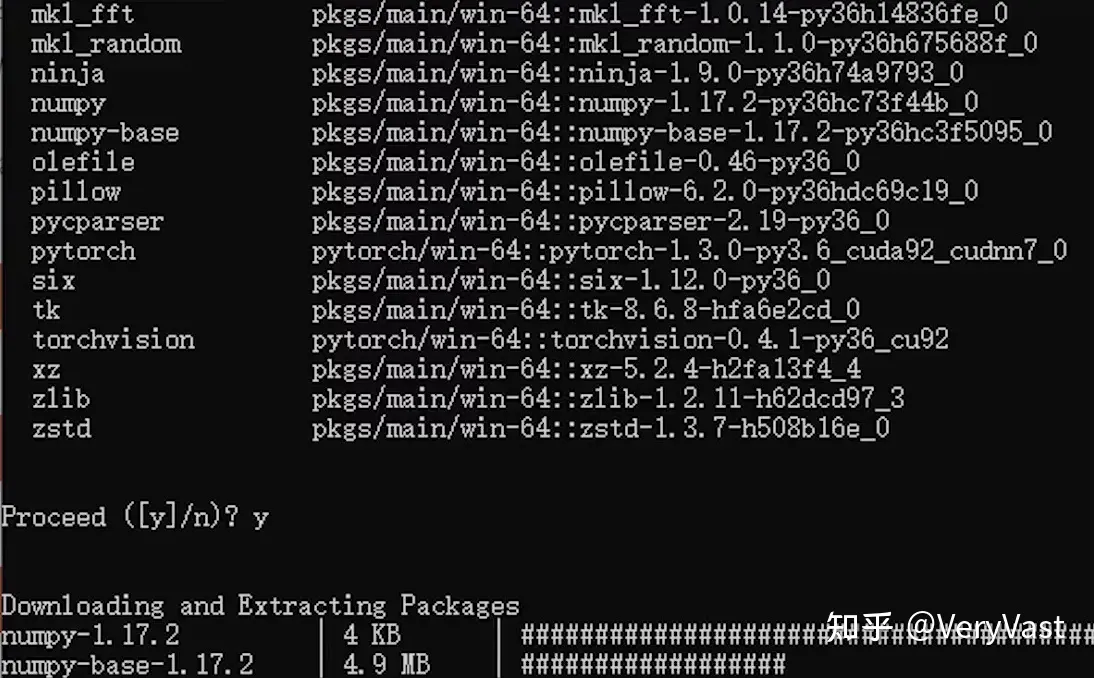 mkl_fft pkgs/main/win-64::mkl_fft-1.0.14-py36h14836fe_0
mkl_random pkgs/main/win-64::mkl_random-1.1.0-py36h675688f_0
ninja pkgs/main/win-64::ninja-1.9.0-py36h74a9793_0
numpy pkgs/main/win-64::numpy-1.17.2-py36hc73f44b_0
numpy-base pkgs/main/win-64::numpy-base-1.17.2-py36hc3f5095_0
olefile pkgs/main/win-64::olefile-0.46-py36_0
pillow pkgs/main/win-64::pillow-6.2.0-py36hdc69c19_0
pycparser pkgs/main/win-64::pycparser-2.19-py36_0
pytorch pytorch/win-64::pytorch-1.3.0-py3.6_cuda92_cudnn7_0
six pkgs/main/win-64::six-1.12.0-py36_0
tk pkgs/main/win-64::tk-8.6.8-hfa6e2cd_0
torchvision pytorch/win-64::torchvision-0.4.1-py36_cu92
xz pkgs/main/win-64::xz-5.2.4-h2fa13f4_4
zlib pkgs/main/win-64::zlib-1.2.11-h62dcd97_3
zstd pkgs/main/win-64::zstd-1.3.7-h508b16e_0
Proceed ([y]/n)? y
Downloading and Extracting Packages
numpy-1.17.2 | 4 KB | #######################################
numpy-base-1.17.2 | 4.9 MB | ##################
知乎 @VeryVast